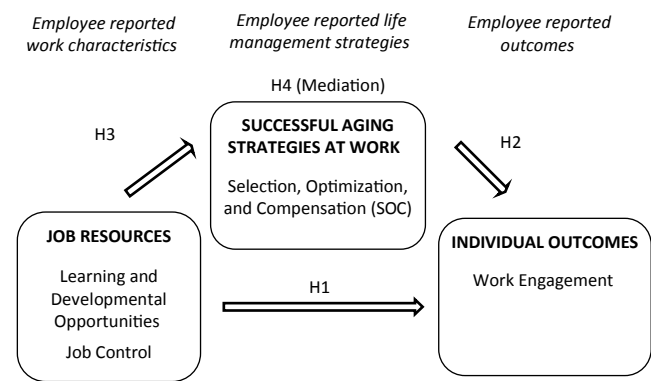 Employee reported
work characteristics
Employee reported life
management strategies
Employee reported
outcomes
H4 (Mediation)
SUCCESSFUL AGING
STRATEGIES AT WORK
Selection, Optimization,
and Compensation (SOC)
H3
H2
JOB RESOURCES
Learning and
Developmental
Opportunities
Job Control
H1
INDIVIDUAL OUTCOMES
Work Engagement